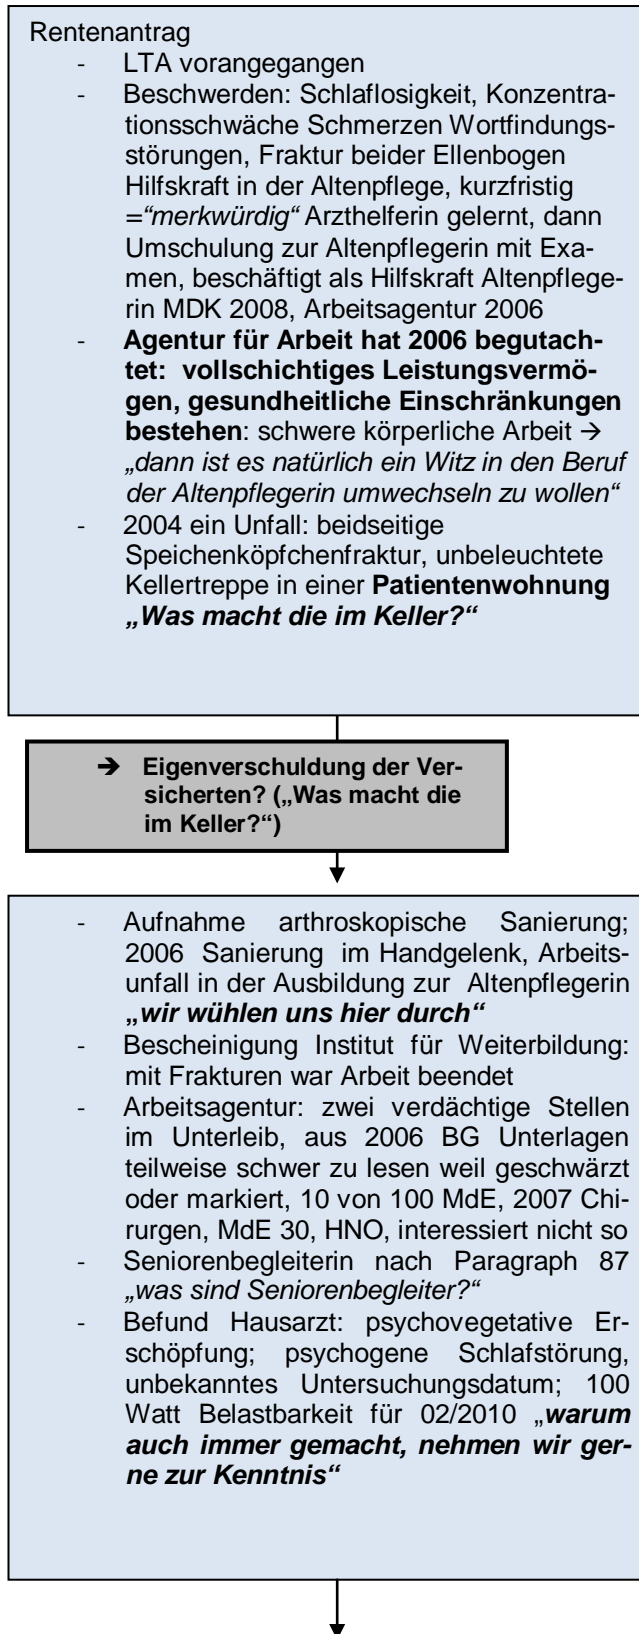 Rentenantrag
- LTA vorangegangen
- Beschwerden: Schlaflosigkeit, Konzentra-
tionsschwäche Schmerzen Wortfindungs-
störungen, Fraktur beider Ellenbogen
Hilfskraft in der Altenpflege, kurzfristig
=“merkwürdig“ Arzthelferin gelernt, dann
Umschulung zur Altenpflegerin mit Exa-
men, beschäftigt als Hilfskraft Altenpflege-
rin MDK 2008, Arbeitsagentur 2006
- Agentur für Arbeit hat 2006 begutach-
tet: vollschichtiges Leistungsvermö-
gen, gesundheitliche Einschränkungen
bestehen: schwere körperliche Arbeit →
„dann ist es natürlich ein Witz in den Beruf
der Altenpflegerin umwechseln zu wollen“
- 2004 ein Unfall: beidseitige
Speichenköpfchenfraktur, unbeleuchtete
Kellertreppe in einer Patientenwohnung
„Was macht die im Keller?“
➔ Eigenverschuldung der Ver-
sicherten? („Was macht die
im Keller?“)
- Aufnahme arthroskopische Sanierung;
2006 Sanierung im Handgelenk, Arbeits-
unfall in der Ausbildung zur Altenpflegerin
„wir wühlen uns hier durch“
- Bescheinigung Institut für Weiterbildung:
mit Frakturen war Arbeit beendet
- Arbeitsagentur: zwei verdächtige Stellen
im Unterleib, aus 2006 BG Unterlagen
teilweise schwer zu lesen weil geschwärzt
oder markiert, 10 von 100 MdE, 2007 Chi-
rurgen, MdE 30, HNO, interessiert nicht so
- Seniorenbegleiterin nach Paragraph 87
„was sind Seniorenbegleiter?“
- Befund Hausarzt: psychovegetative Er-
schöpfung; psychogene Schlafstörung,
unbekanntes Untersuchungsdatum; 100
Watt Belastbarkeit für 02/2010 „warum
auch immer gemacht, nehmen wir ger-
ne zur Kenntnis“